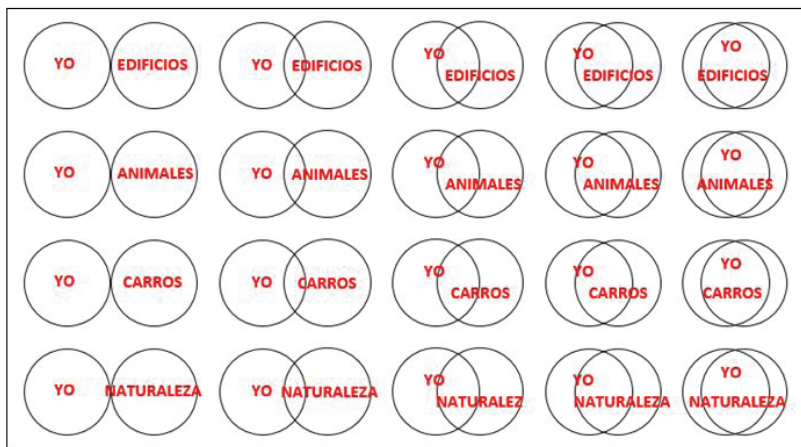 YO EDIFICIOS YO EDIFICIOS YO EDIFICIOS YO EDIFICIOS YO EDIFICIOS
YO ANIMALES YO ANIMALES YO ANIMALES YO ANIMALES YO ANIMALES
YO CARROS YO CARROS YO CARROS YO CARROS YO CARROS
YO NATURALEZA YO NATURALEZA YO NATURALEZ YO NATURALEZA YO NATURALEZA